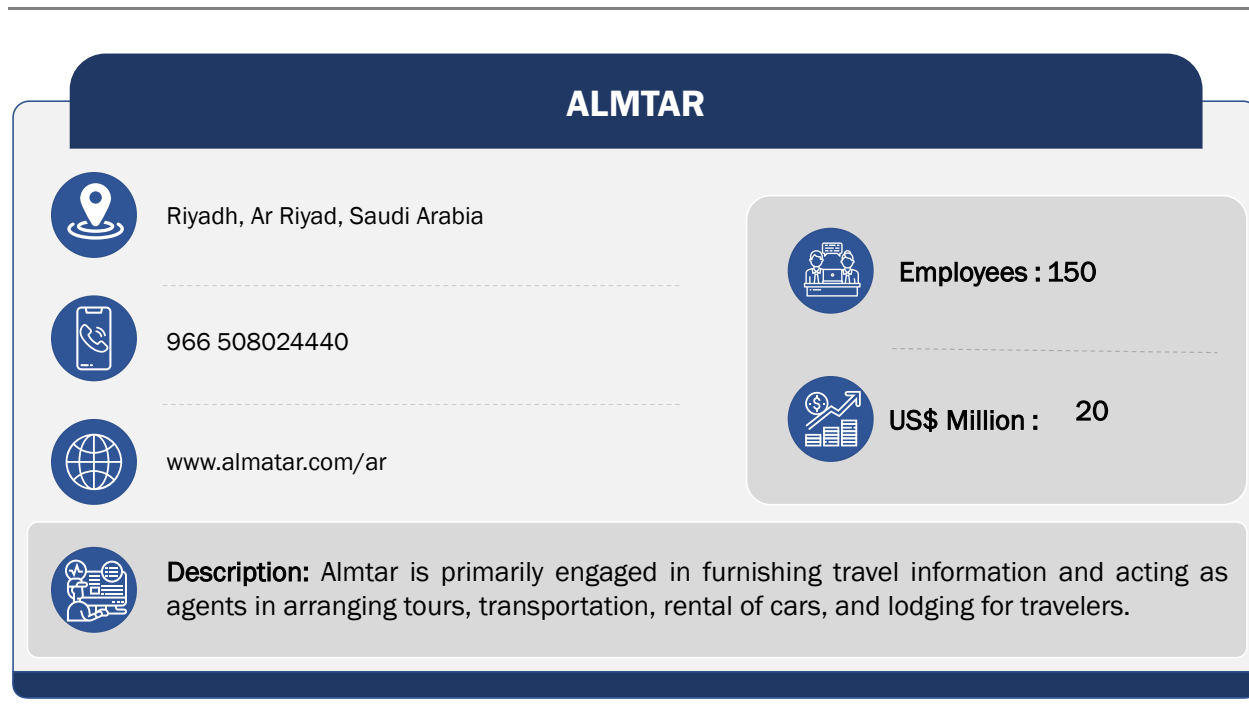 ALMTAR
Riyadh, Ar Riyad, Saudi Arabia
966 508024440
www.almatar.com/ar
Employees : 150
US$ Million : 20
Description: Almtar is primarily engaged in furnishing travel information and acting as
agents in arranging tours, transportation, rental of cars, and lodging for travelers.